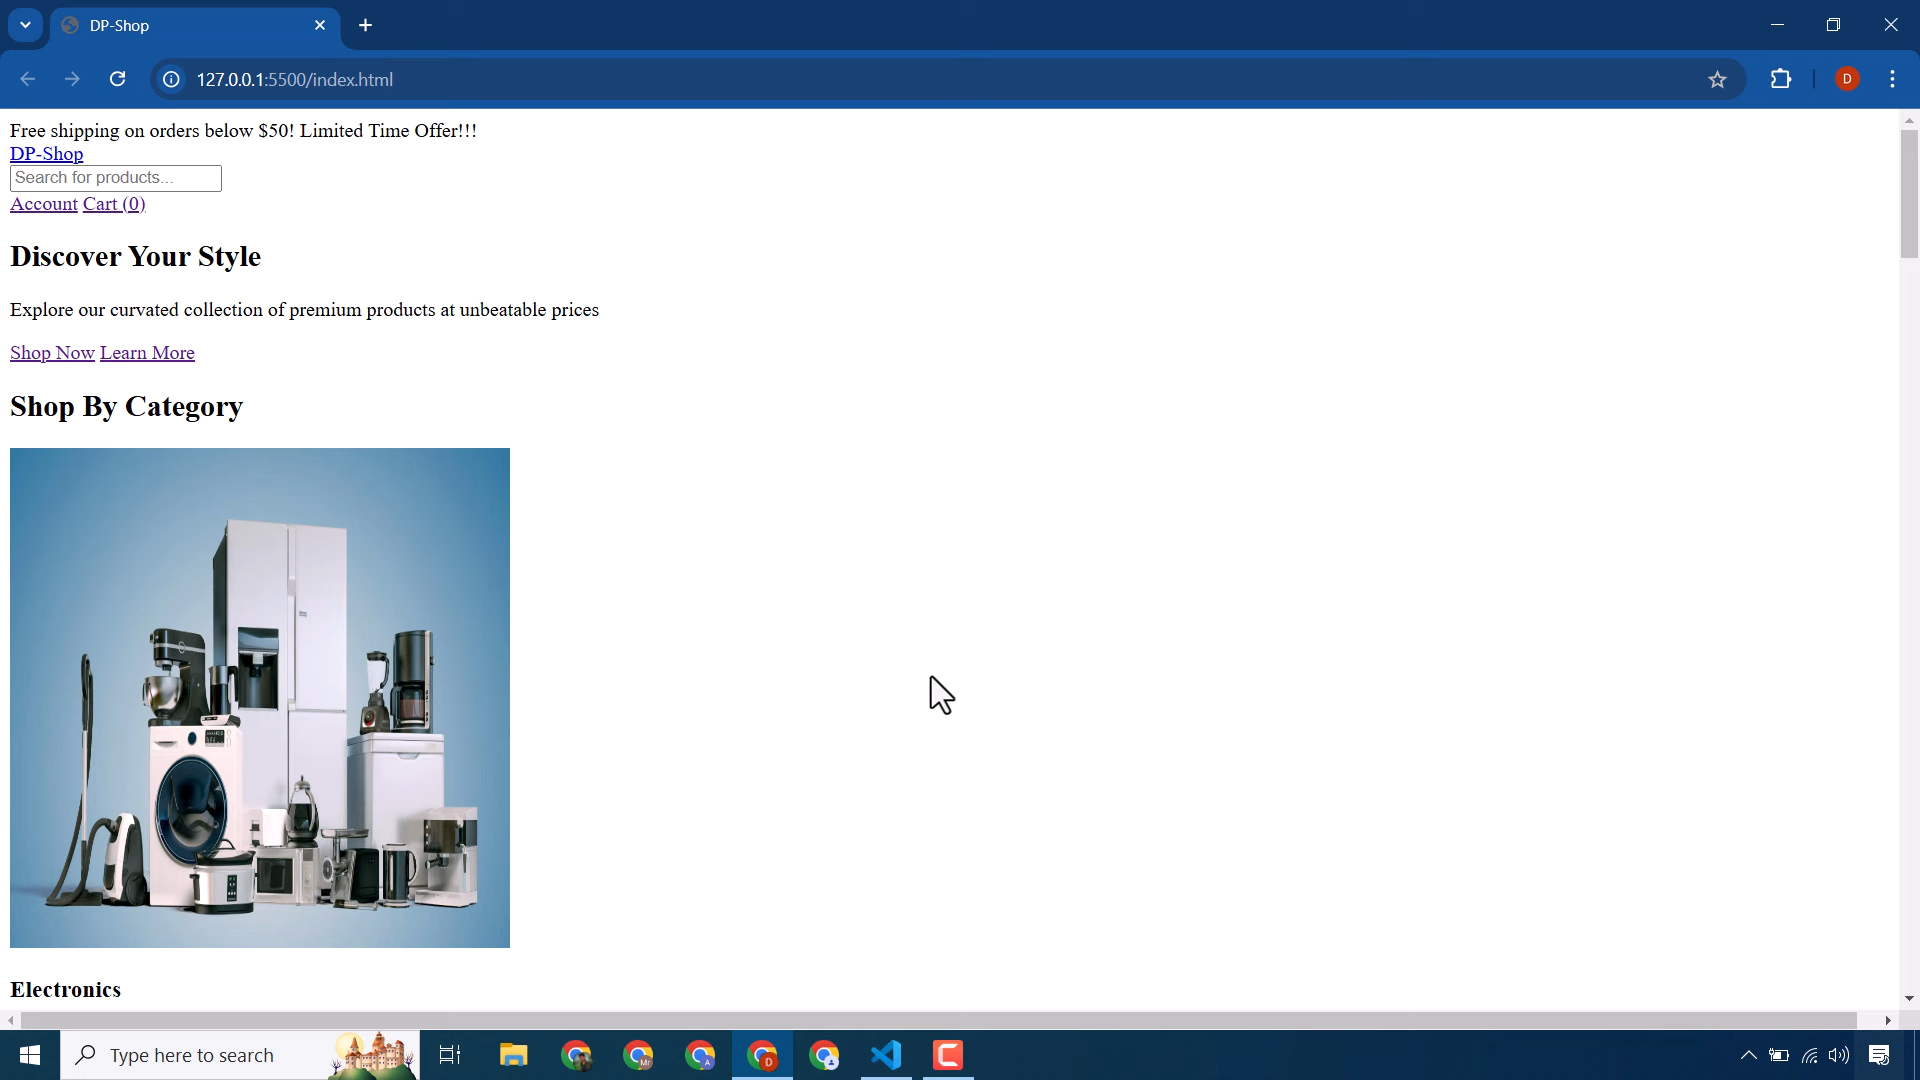 DP-Shop
127.0.0.1:5500/index.html
D
Free shipping on orders below $50! Limited Time Offer!!!
DP-Shop
Search for products...
Account Cart (0)
Discover Your Style
Explore our curvated collection of premium products at unbeatable prices
Shop Now Learn More
Shop By Category
Electronics
Type here to search
Mr
A
D